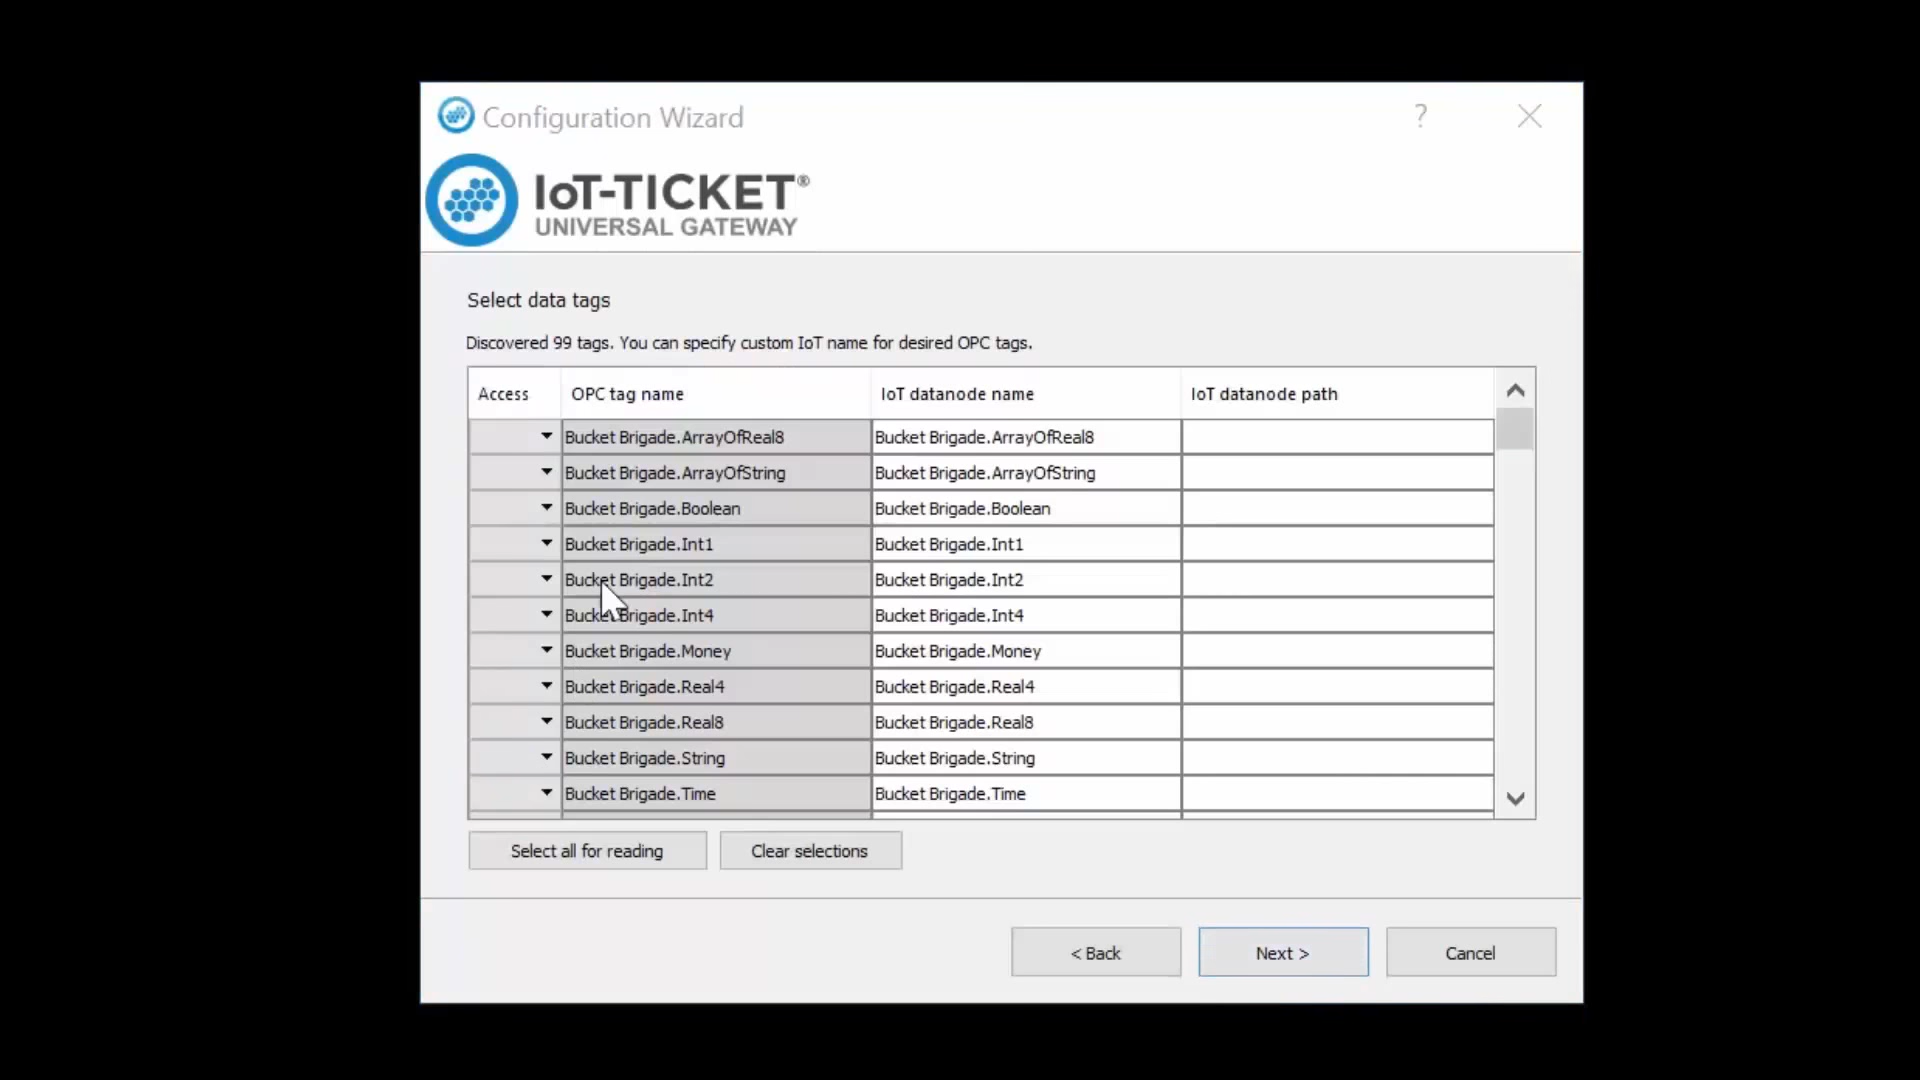 Configuration Wizard
?
IoT-TICKET®
UNIVERSAL GATEWAY
Select data tags
Discovered 99 tags. You can specify custom IoT name for desired OPC tags.
Access OPC tag name IoT datanode name IoT datanode path
Bucket Brigade.ArrayOfReal8 Bucket Brigade.ArrayOfReal8
Bucket Brigade.ArrayOfString Bucket Brigade.ArrayOfString
Bucket Brigade.Boolean Bucket Brigade.Boolean
Bucket Brigade.Int1 Bucket Brigade.Int1
Bucket Brigade.Int2 Bucket Brigade.Int2
Bucket Brigade.Int4 Bucket Brigade.Int4
Bucket Brigade.Money Bucket Brigade.Money
Bucket Brigade.Real4 Bucket Brigade.Real4
Bucket Brigade.Real8 Bucket Brigade.Real8
Bucket Brigade.String Bucket Brigade.String
Bucket Brigade.Time Bucket Brigade.Time
Select all for reading Clear selections
< Back Next > Cancel